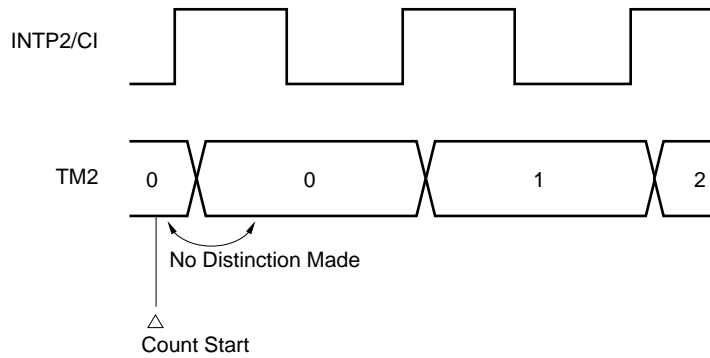 INTP2/CI
TM2
0
0
1
2
No Distinction Made
Count Start